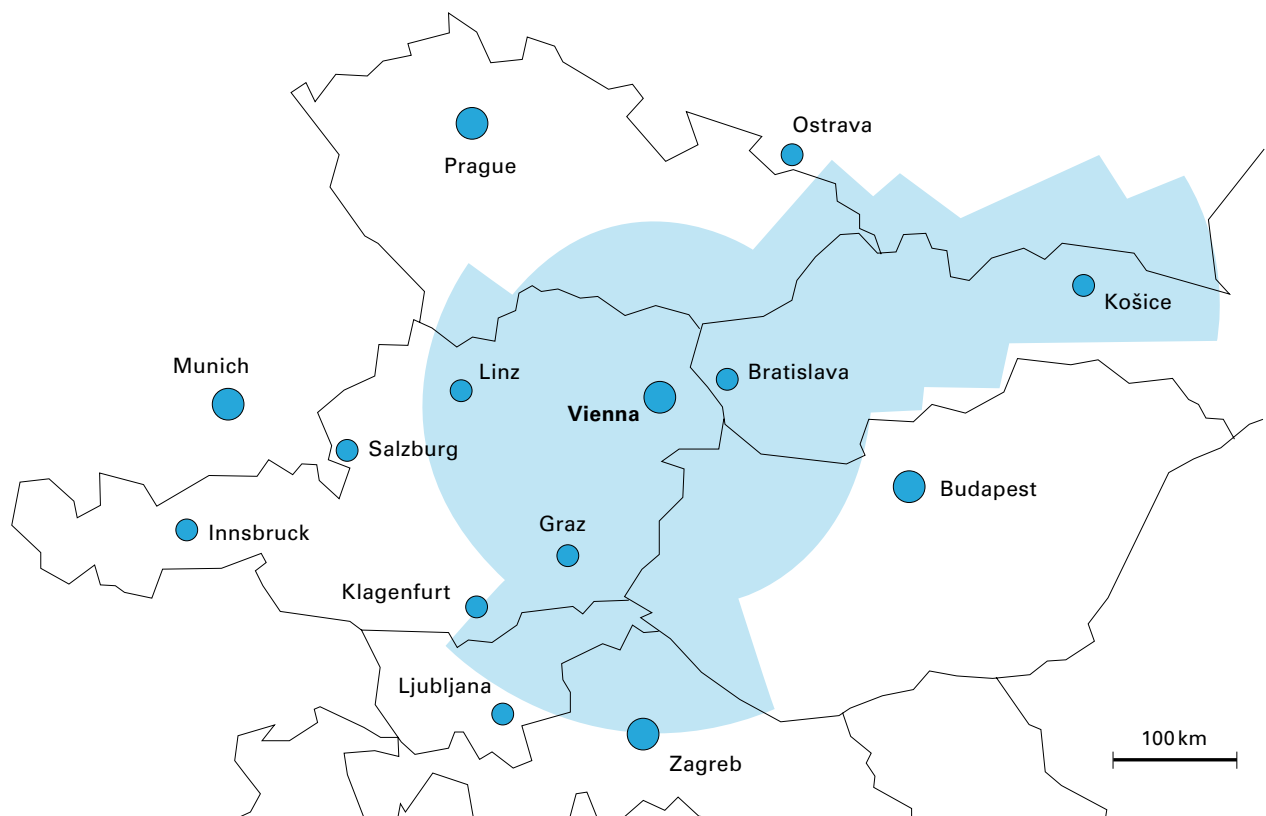 Ostrava
Prague
Košice
Munich
Linz
Bratislava
Vienna
Salzburg
Budapest
Graz
Innsbruck
Klagenfurt
Ljubljana
100 km
Zagreb